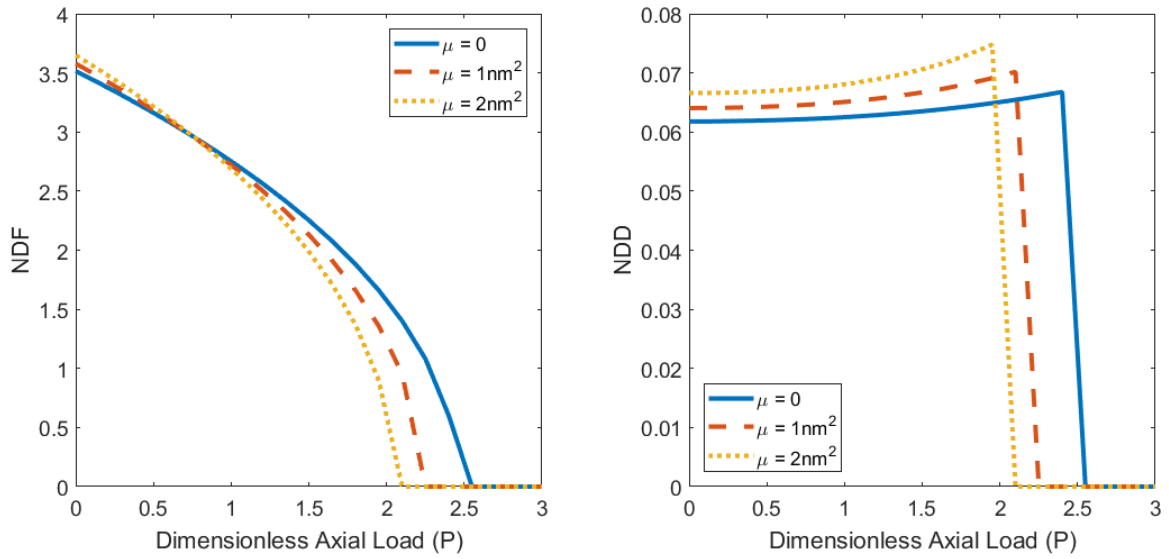 4
3.5
3
2.5
2
1.5
1
0.5
0
NDF
μ = 0
μ = 1nm²
μ = 2nm²
0 0.5 1 1.5 2 2.5 3
Dimensionless Axial Load (P)
0.08
0.07
0.06
0.05
0.04
0.03
0.02
0.01
0
NDD
μ = 0
μ = 1nm²
μ = 2nm²
0 0.5 1 1.5 2 2.5 3
Dimensionless Axial Load (P)